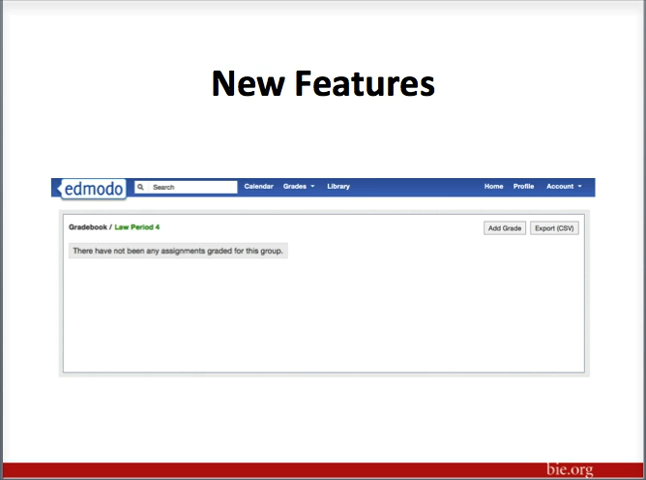 New Features
edmodo Search Calendar Grades Library Home Profile Account
Gradebook / Law Period 4 Add Grade Export (CSV)
There have not been any assignments graded for this group.
bie.org